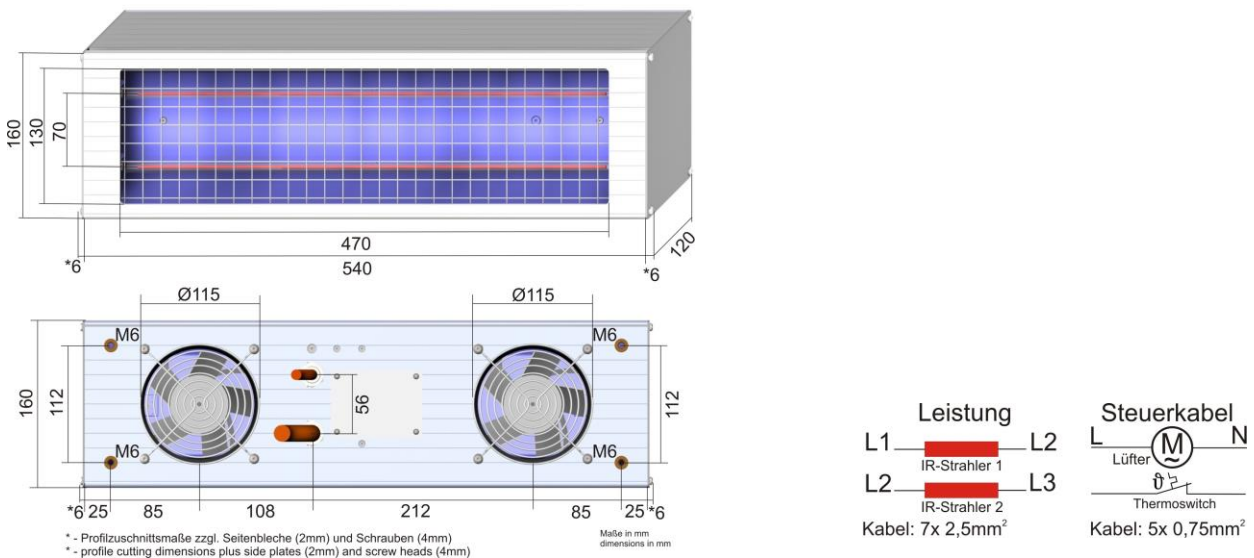 160
130
70
470
540
*6
*6
120
Ø115
Ø115
M6
M6
M6
M6
160
112
56
112
*6
25
85
108
212
85
25
*6
* - Profilzuschnittsmaße zzgl. Seitenbleche (2mm) und Schrauben (4mm)
* - profile cutting dimensions plus side plates (2mm) and screw heads (4mm)
Maße in mm
dimensions in mm
Leistung
L1 L2
IR-Strahler 1
L2 L3
IR-Strahler 2
Kabel: 7x 2,5mm²
Steuerkabel
L M N
~
Lüfter
ϑ
Thermoswitch
Kabel: 5x 0,75mm²